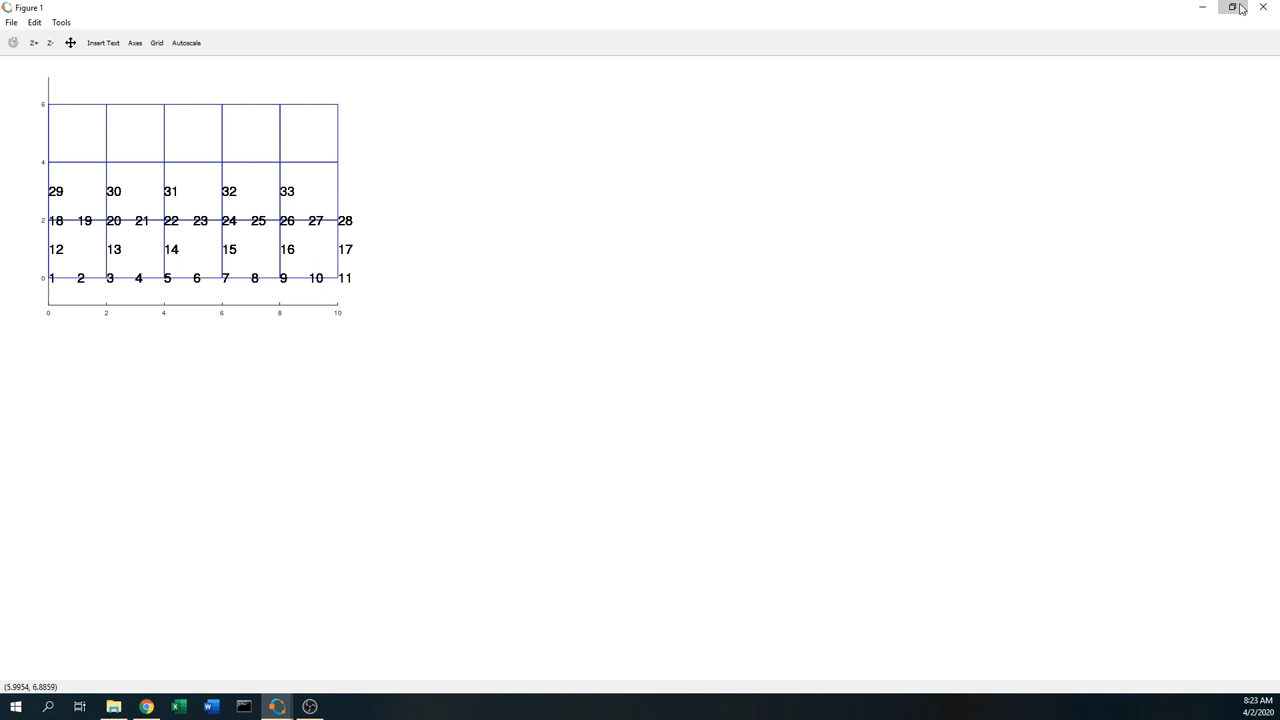 Figure 1
File Edit Tools
Z+ Z- Insert Text Axes Grid Autoscale
6
4
29 30 31 32 33
2 18 19 20 21 22 23 24 25 26 27 28
12 13 14 15 16 17
0 1 2 3 4 5 6 7 8 9 10 11
0 2 4 6 8 10
(5.9954, 6.8859)
8:23 AM
4/2/2020